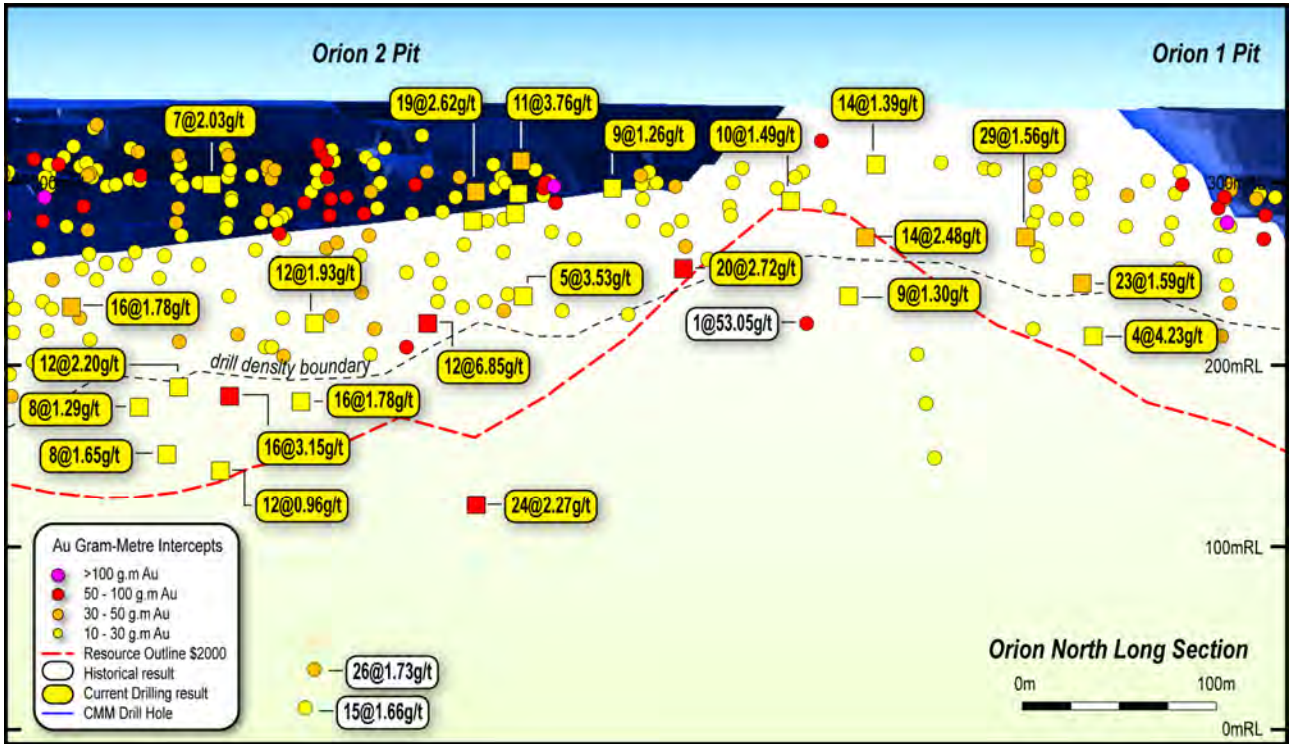 Orion 2 Pit
Orion 1 Pit
19@2.62g/t
11@3.76g/t
14@1.39g/t
7@2.03g/t
9@1.26g/t
10@1.49g/t
29@1.56g/t
300m
14@2.48g/t
12@1.93g/t
5@3.53g/t
20@2.72g/t
9@1.30g/t
23@1.59g/t
16@1.78g/t
1@53.05g/t
4@4.23g/t
drill density boundary
12@2.20g/t
12@6.85g/t
200mRL
8@1.29g/t
16@1.78g/t
8@1.65g/t
16@3.15g/t
12@0.96g/t
24@2.27g/t
100mRL
Au Gram-Metre Intercepts
>100 g.m Au
50 - 100 g.m Au
30 - 50 g.m Au
10 - 30 g.m Au
Resource Outline $2000
Historical result
Current Drilling result
CMM Drill Hole
26@1.73g/t
15@1.66g/t
Orion North Long Section
0m
100m
0mRL